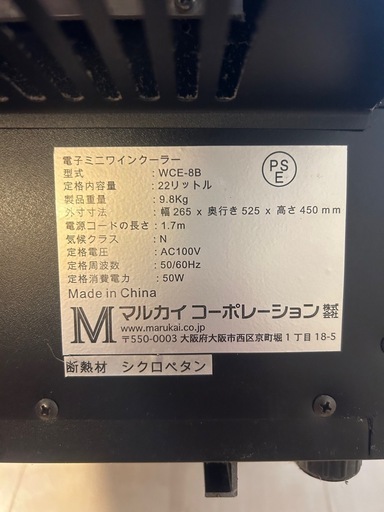 電子ミニワインクーラー
型式 : WCE-8B
定格内容量 : 22リットル
製品重量 : 9.8Kg
外寸寸法 : 幅 265 x 奥行き 525 x 高さ 450 mm
電源コードの長さ : 1.7m
気候クラス : N
定格電圧 : AC100V
定格周波数 : 50/60Hz
定格消費電力 : 50W
Made in China
PSE
M マルカイ コーポレーション株式会社
www.marukai.co.jp
〒550-0003 大阪府大阪市西区京町堀 1 丁目 18-5
断熱材 シクロペタン